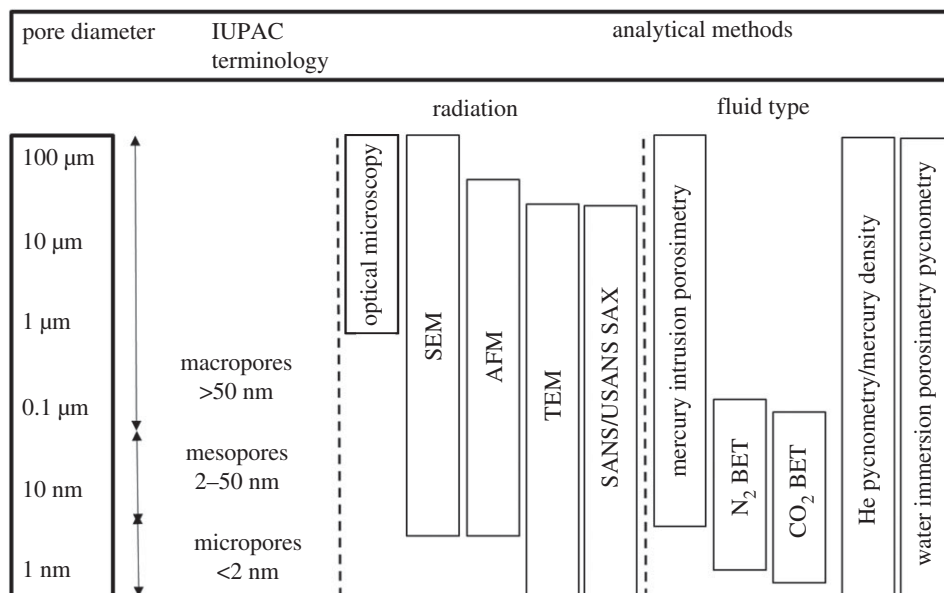 pore diameter
IUPAC
terminology
analytical methods
radiation
fluid type
100 µm
10 µm
1 µm
0.1 µm
10 nm
1 nm
macropores
>50 nm
mesopores
2–50 nm
micropores
<2 nm
optical microscopy
SEM
AFM
TEM
SANS/USANS SAX
mercury intrusion porosimetry
N₂ BET
CO₂ BET
He pycnometry/mercury density
water immersion porosimetry pycnometry